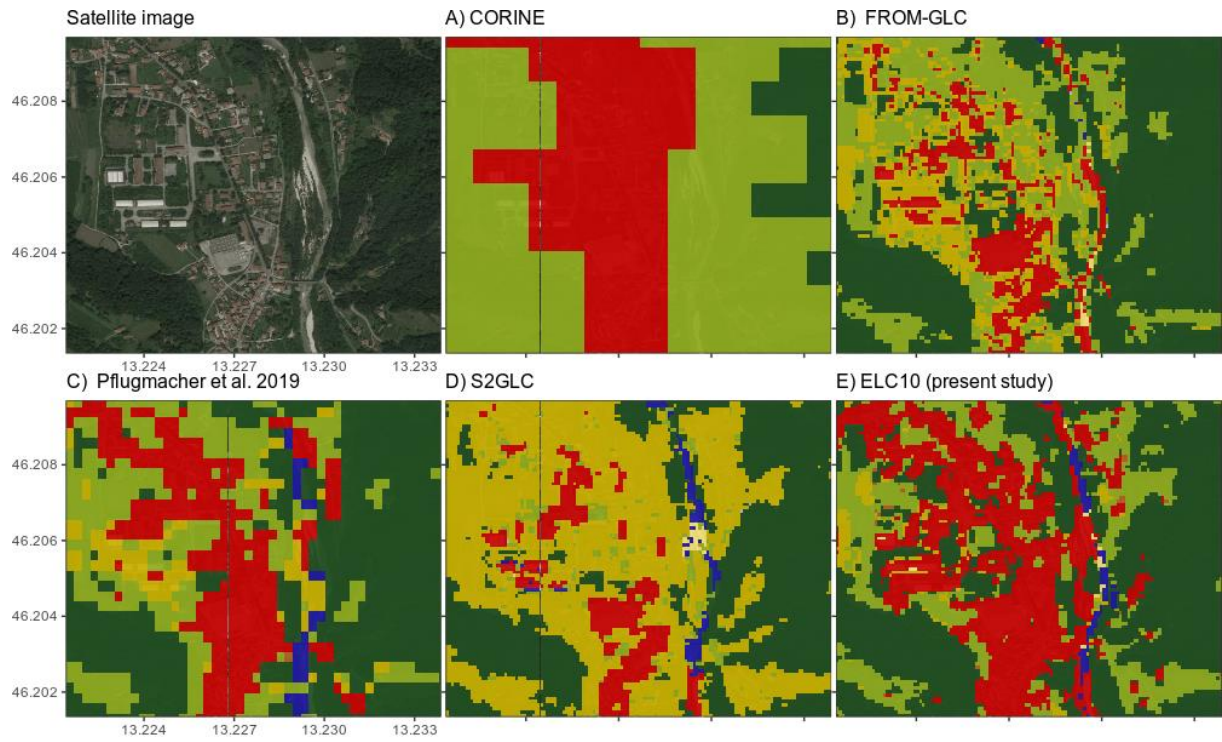 Satellite image
A) CORINE
B) FROM-GLC
46.208
46.206
46.204
46.202
13.224
13.227
13.230
13.233
C) Pflugmacher et al. 2019
D) S2GLC
E) ELC10 (present study)
46.208
46.206
46.204
46.202
13.224
13.227
13.230
13.233